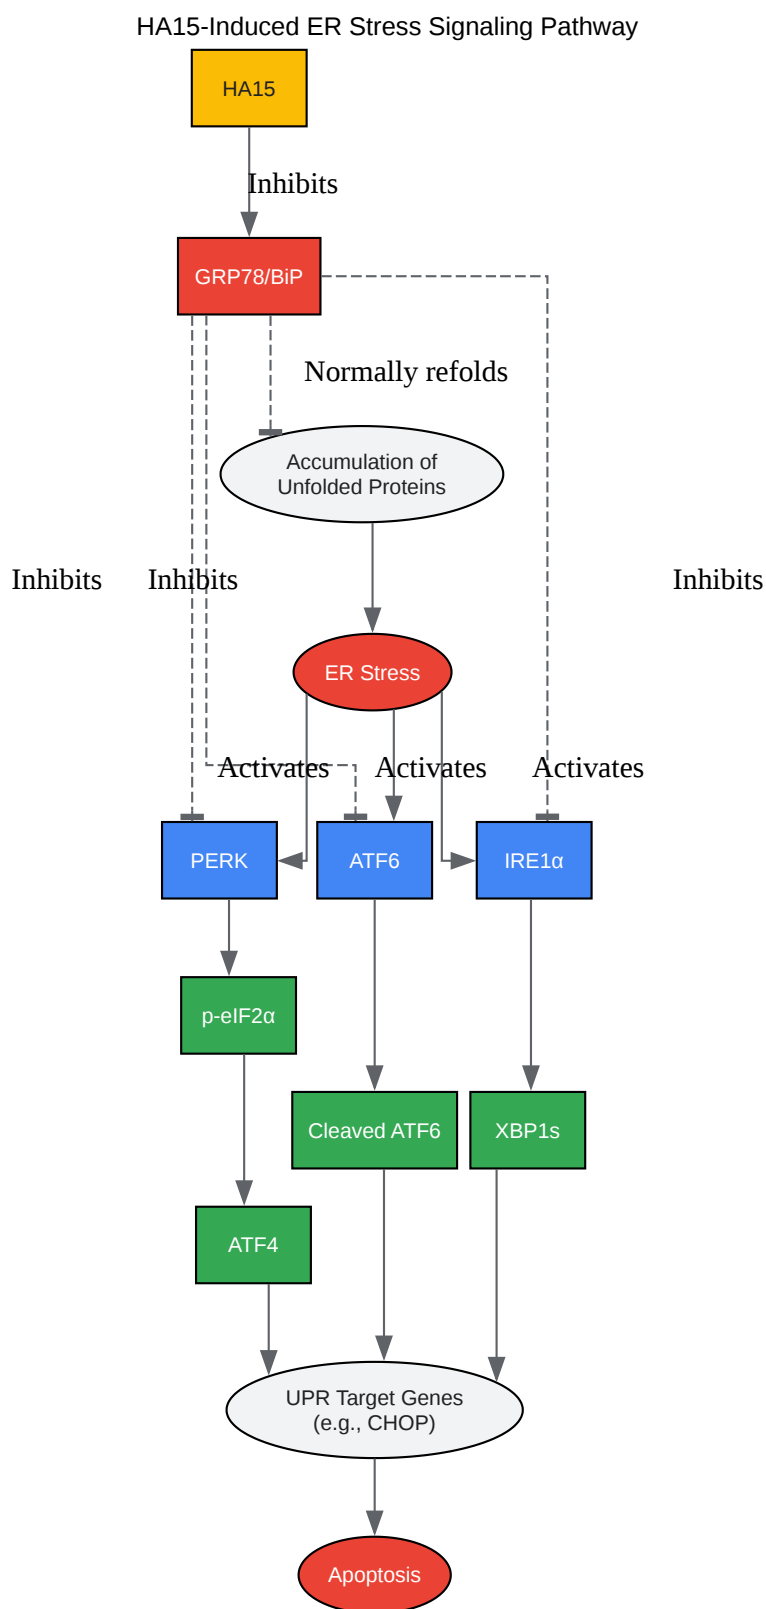 HA15-Induced ER Stress Signaling Pathway
HA15
Inhibits
GRP78/BiP
Normally refolds
Accumulation of
Unfolded Proteins
Inhibits
Inhibits
Inhibits
ER Stress
Activates
Activates
Activates
PERK
ATF6
IRE1α
p-eIF2α
Cleaved ATF6
XBP1s
ATF4
UPR Target Genes
(e.g., CHOP)
Apoptosis